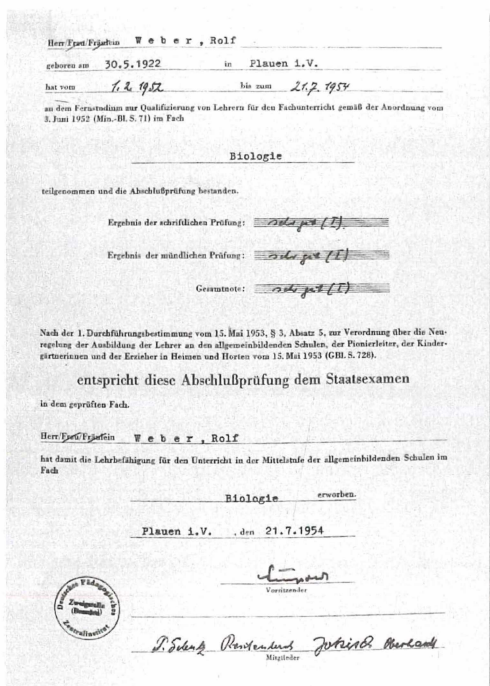 Herr/Frau/Fräulein W e b e r , Rolf
geboren am 30.5.1922 in Plauen i.V.
hat vom 1. 2. 1952 bis zum 21.7. 1954
an dem Fernstudium zur Qualifizierung von Lehrern für den Fachunterricht gemäß der Anordnung vom
3. Juni 1952 (Min.-Bl. S. 71) im Fach
Biologie
teilgenommen und die Abschlußprüfung bestanden.
Ergebnis der schriftlichen Prüfung: sehr gut (I)
Ergebnis der mündlichen Prüfung: sehr gut (I)
Gesamtnote: sehr gut (I)
Nach der 1. Durchführungsbestimmung vom 15. Mai 1953, § 3, Absatz 5, zur Verordnung über die Neu-
regelung der Ausbildung der Lehrer an den allgemeinbildenden Schulen, der Pionierleiter, der Kinder-
gärtnerinnen und der Erzieher in Heimen und Horten vom 15. Mai 1953 (GBl. S. 728).
entspricht diese Abschlußprüfung dem Staatsexamen
in dem geprüften Fach.
Herr/Frau/Fräulein W e b e r , Rolf
hat damit die Lehrbefähigung für den Unterricht in der Mittelstufe der allgemeinbildenden Schulen im
Fach
Biologie erworben.
Plauen i.V. , den 21.7.1954
Vorsitzender
Deutsches Pädagogisches
Zweigstelle
Zentralinstitut
Mitglieder